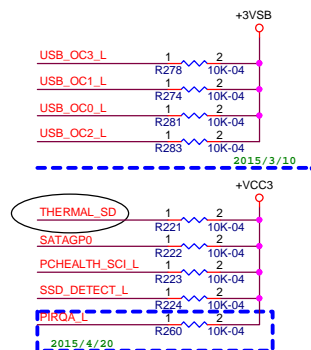 +3VSB
USB_OC3_L 1 2
R278 10K-04
USB_OC1_L 1 2
R274 10K-04
USB_OC0_L 1 2
R281 10K-04
USB_OC2_L 1 2
R283 10K-04
2015/3/10
+VCC3
THERMAL_SD 1 2
R221 10K-04
SATAGP0 1 2
R222 10K-04
PCHEALTH_SCI_L 1 2
R223 10K-04
SSD_DETECT_L 1 2
R224 10K-04
PIRQA_L 1 2
R260 10K-04
2015/4/20